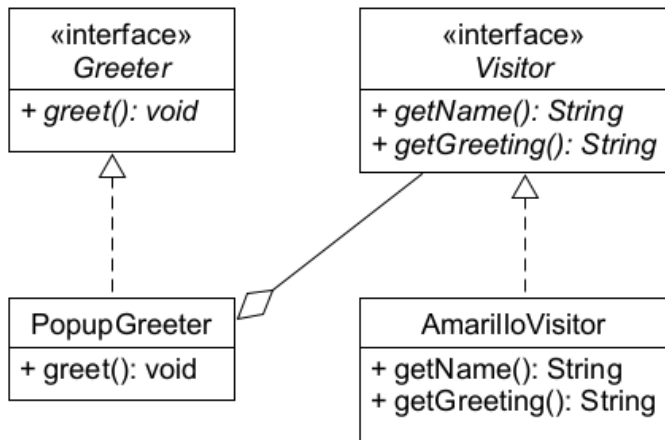 «interface»
Greeter
+ greet(): void
«interface»
Visitor
+ getName(): String
+ getGreeting(): String
PopupGreeter
+ greet(): void
AmarilloVisitor
+ getName(): String
+ getGreeting(): String